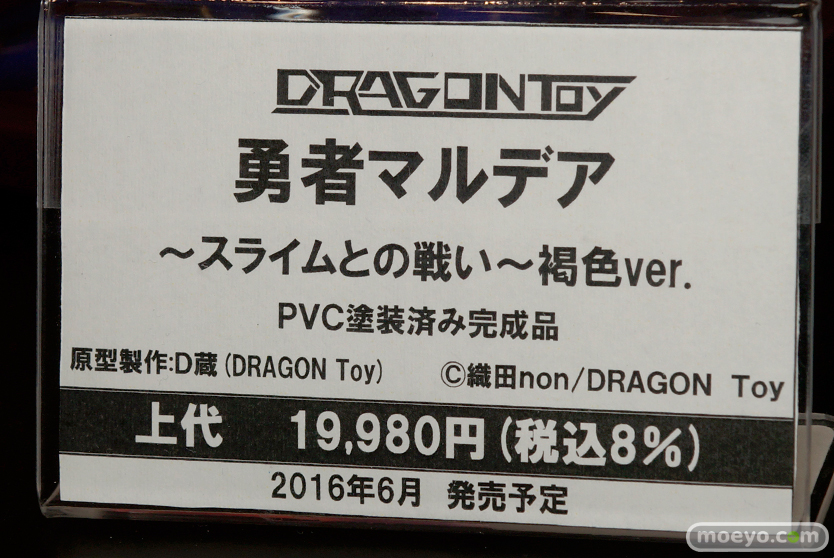 DRAGONTOY
勇者マルデア
～スライムとの戦い～褐色ver.
PVC塗装済み完成品
原型製作:D蔵(DRAGON Toy) ©織田non/DRAGON Toy
上代 19,980円(税込8%)
2016年6月 発売予定
moeyo.com